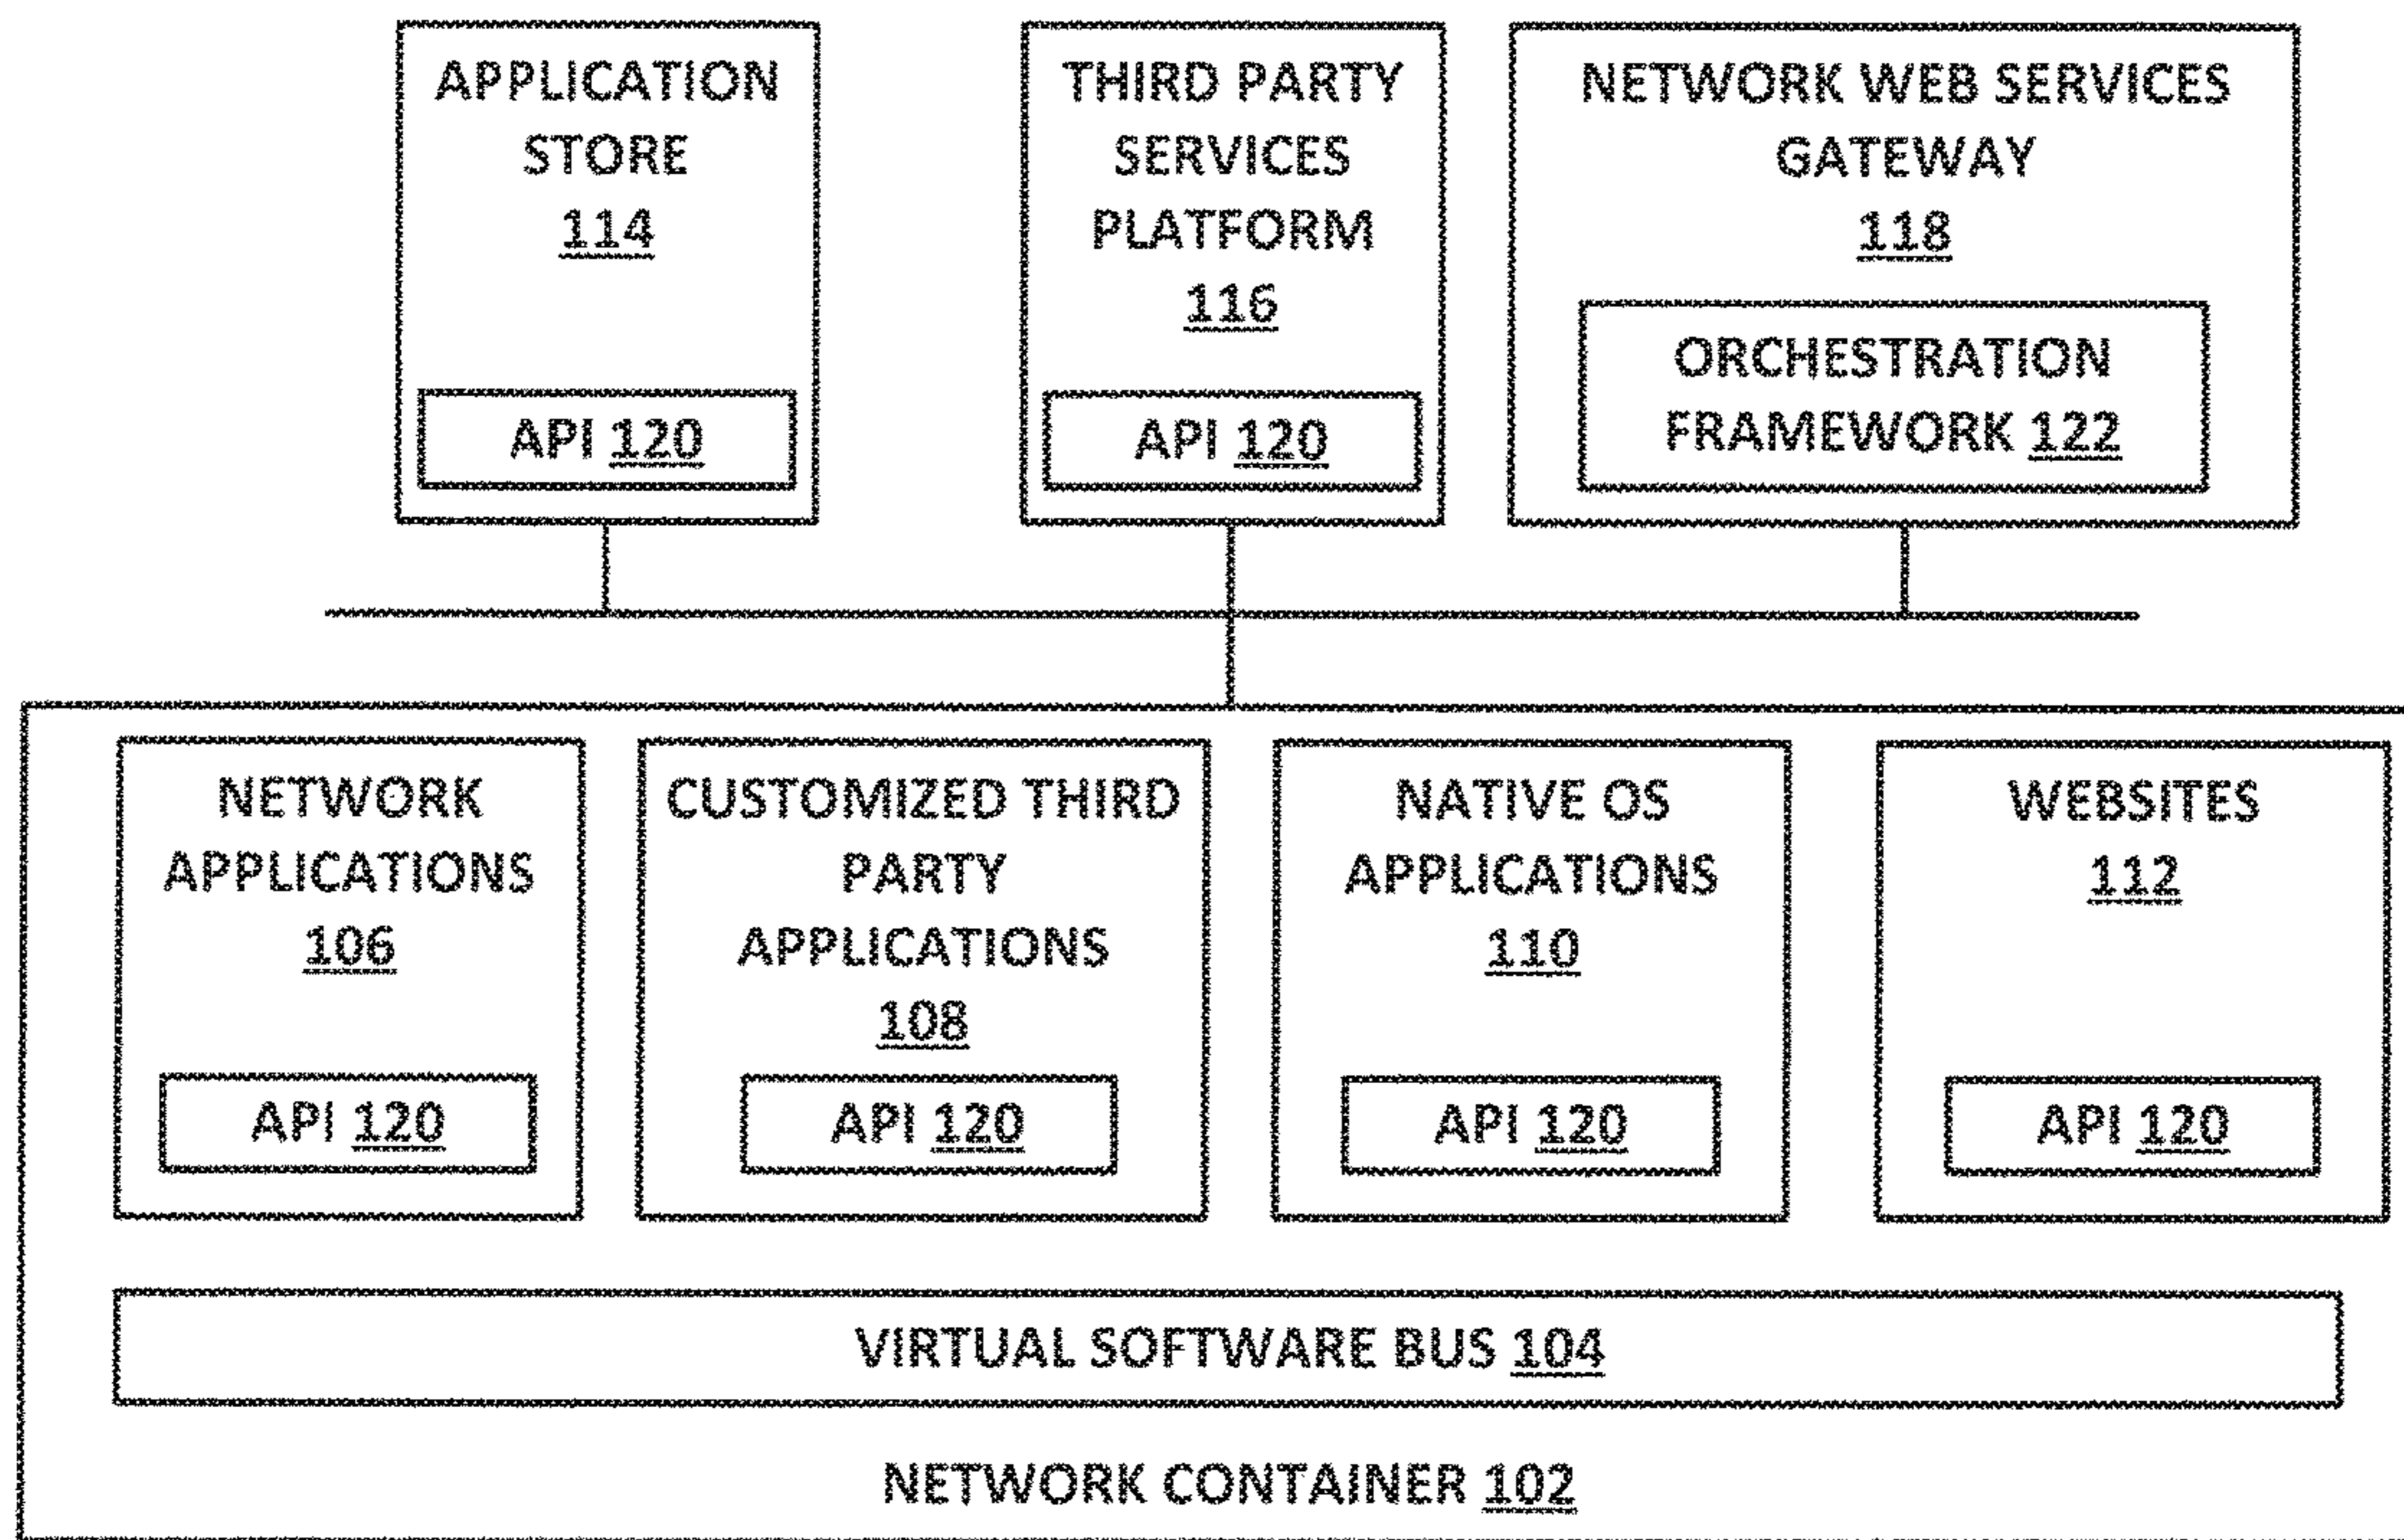 APPLICATION
STORE
114
API 120
THIRD PARTY
SERVICES
PLATFORM
116
API 120
NETWORK WEB SERVICES
GATEWAY
118
ORCHESTRATION
FRAMEWORK 122
NETWORK
APPLICATIONS
106
API 120
CUSTOMIZED THIRD
PARTY
APPLICATIONS
108
API 120
NATIVE OS
APPLICATIONS
110
API 120
WEBSITES
112
API 120
VIRTUAL SOFTWARE BUS 104
NETWORK CONTAINER 102